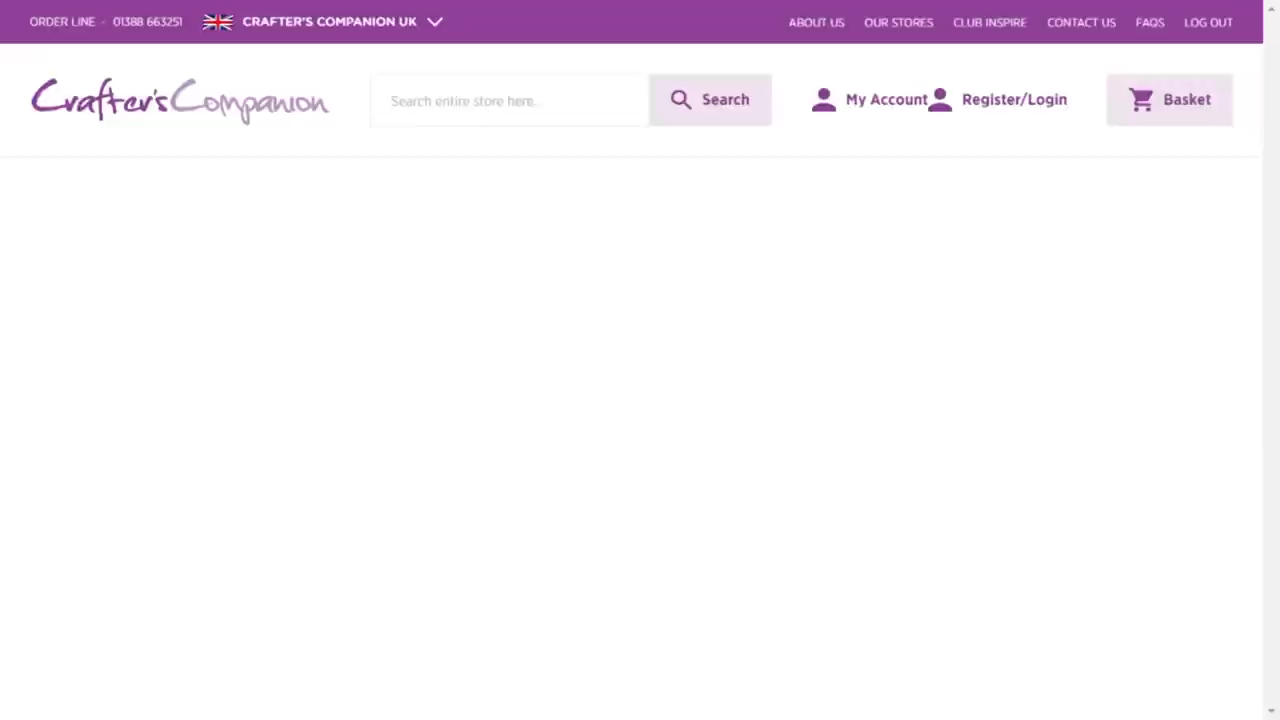 ORDER LINE - 01388 663251 CRAFTER'S COMPANION UK ABOUT US OUR STORES CLUB INSPIRE CONTACT US FAQS LOG OUT
Crafter's Companion Search entire store here... Search My Account Register/Login Basket